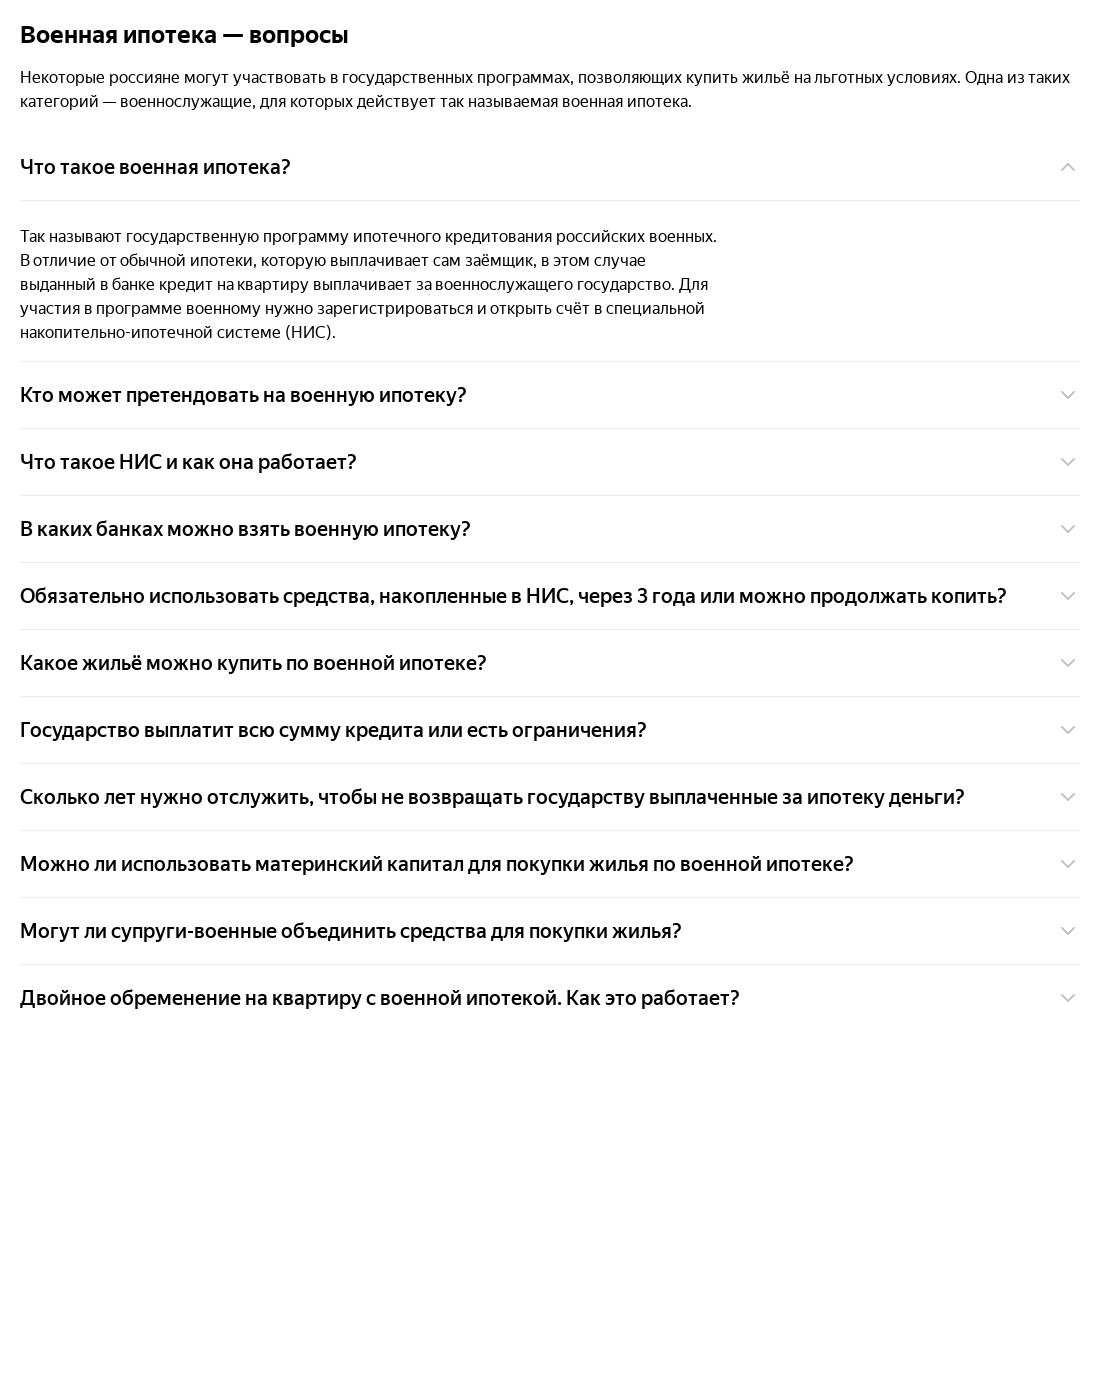 Военная ипотека — вопросы
Некоторые россияне могут участвовать в государственных программах, позволяющих купить жильё на льготных условиях. Одна из таких
категорий — военнослужащие, для которых действует так называемая военная ипотека.
Что такое военная ипотека?
Так называют государственную программу ипотечного кредитования российских военных.
В отличие от обычной ипотеки, которую выплачивает сам заёмщик, в этом случае
выданный в банке кредит на квартиру выплачивает за военнослужащего государство. Для
участия в программе военному нужно зарегистрироваться и открыть счёт в специальной
накопительно-ипотечной системе (НИС).
Кто может претендовать на военную ипотеку?
Что такое НИС и как она работает?
В каких банках можно взять военную ипотеку?
Обязательно использовать средства, накопленные в НИС, через 3 года или можно продолжать копить?
Какое жильё можно купить по военной ипотеке?
Государство выплатит всю сумму кредита или есть ограничения?
Сколько лет нужно отслужить, чтобы не возвращать государству выплаченные за ипотеку деньги?
Можно ли использовать материнский капитал для покупки жилья по военной ипотеке?
Могут ли супруги-военные объединить средства для покупки жилья?
Двойное обременение на квартиру с военной ипотекой. Как это работает?